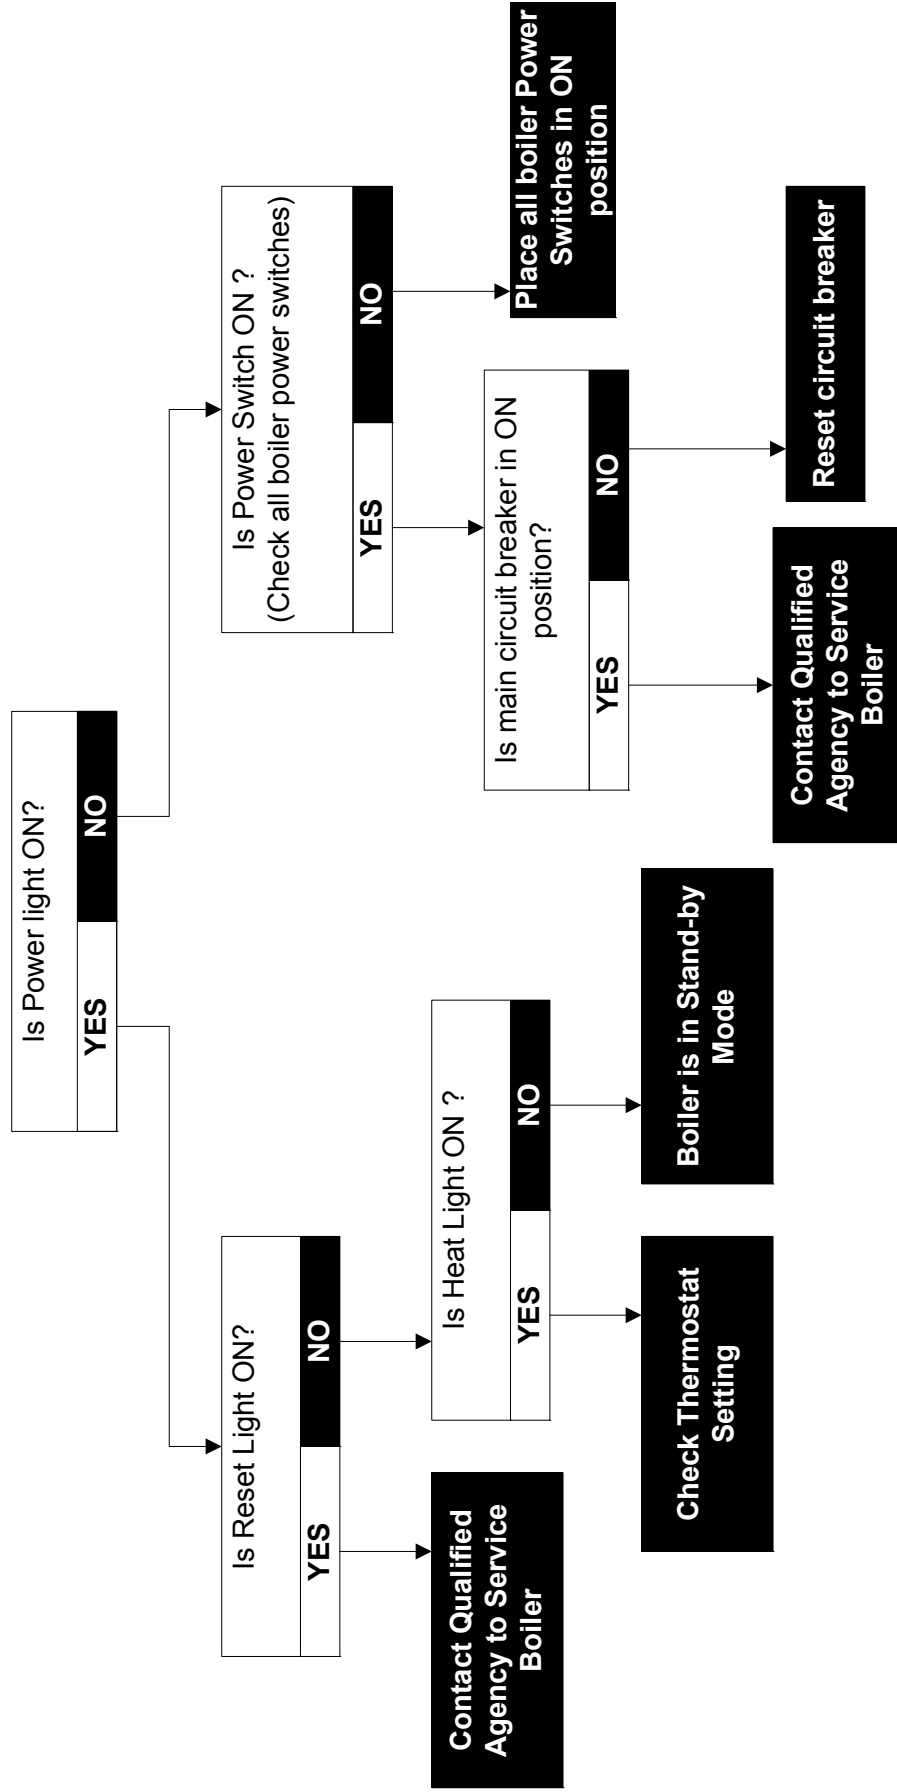 Is Power light ON?
YES
NO
Is Reset Light ON?
YES
NO
Is Power Switch ON ?
(Check all boiler power switches)
YES
NO
Contact Qualified
Agency to Service
Boiler
Is Heat Light ON ?
YES
NO
Is main circuit breaker in ON
position?
YES
NO
Place all boiler Power
Switches in ON
position
Check Thermostat
Setting
Boiler is in Stand-by
Mode
Contact Qualified
Agency to Service
Boiler
Reset circuit breaker